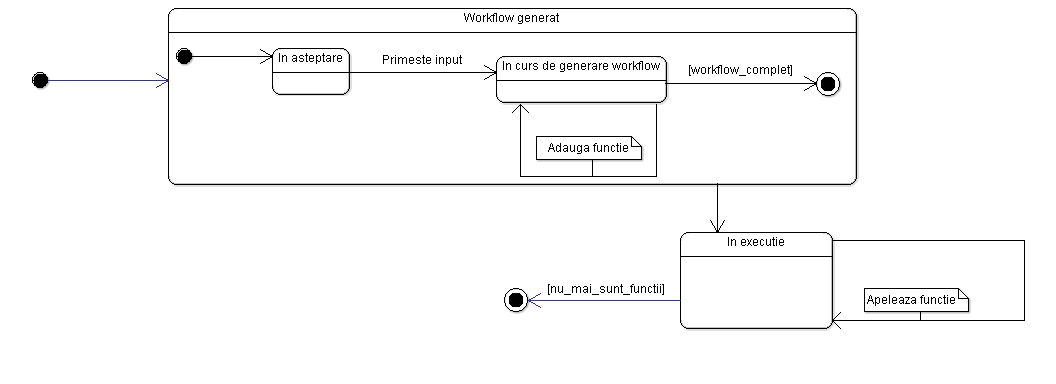 Workflow generat
In asteptare
Primeste input
In curs de generare workflow
[workflow_complet]
Adauga functie
In executie
[nu_mai_sunt_functii]
Apeleaza functie